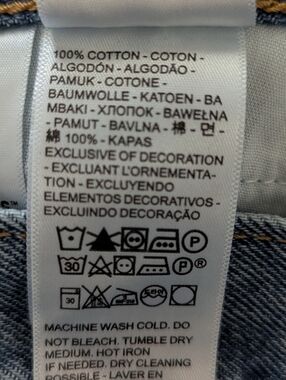 100% COTTON - COTON -
ALGODÓN - ALGODÃO -
PAMUK - COTONE -
BAUMWOLLE - KATOEN - BA
MBAKI - ХЛОПОК - BAWEŁNA
- PAMUT - BAVLNA - 棉 - 면 -
綿 100% - KAPAS
EXCLUSIVE OF DECORATION
- EXCLUANT L'ORNEMENTA-
TION - EXCLUYENDO
ELEMENTOS DECORATIVOS -
EXCLUINDO DECORAÇÃO
P
30 P®
30
MACHINE WASH COLD. DO
NOT BLEACH. TUMBLE DRY
MEDIUM. HOT IRON
IF NEEDED. DRY CLEANING
POSSIBLE - LAVER EN